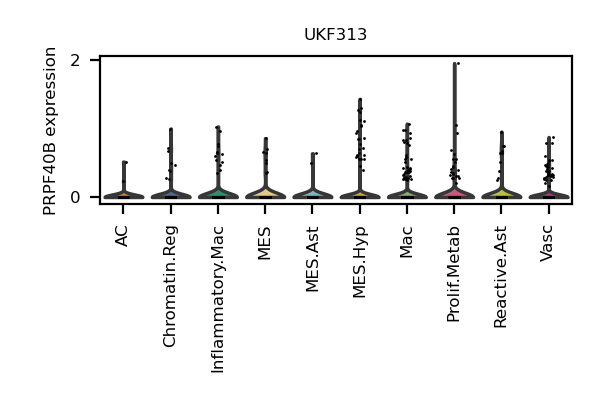 UKF313
PRPF40B expression
2
0
AC
Chromatin.Reg
Inflammatory.Mac
MES
MES.Ast
MES.Hyp
Mac
Prolif.Metab
Reactive.Ast
Vasc